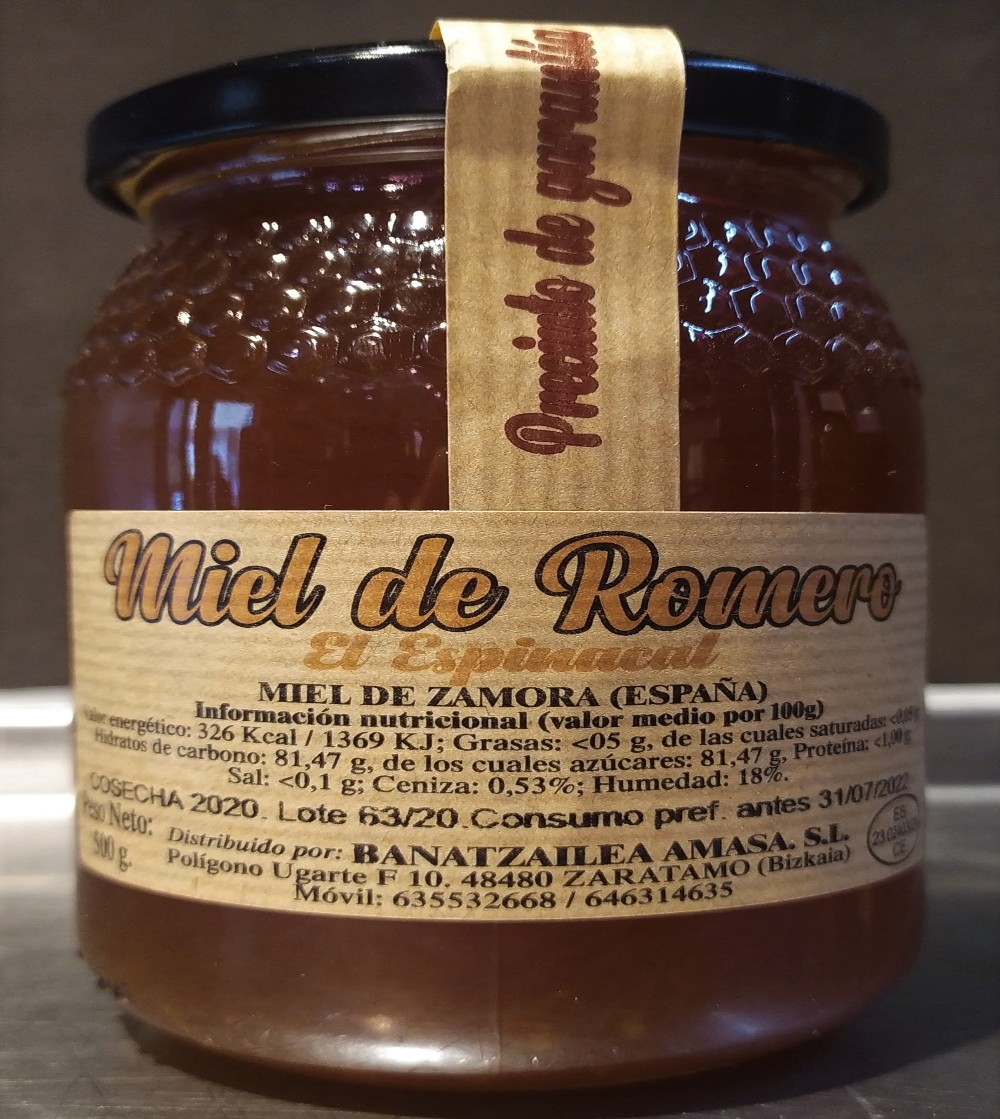 Precinto de garantía
Miel de Romero
El Espinacal
MIEL DE ZAMORA (ESPAÑA)
Información nutricional (valor medio por 100g)
energético: 326 Kcal / 1369 KJ; Grasas: <05 g, de las cuales saturadas: <0,05 g
Hidratos de carbono: 81,47 g, de los cuales azúcares: 81,47 g, Proteína: <1,00 g
Sal: <0,1 g; Ceniza: 0,53%; Humedad: 18%.
COSECHA 2020. Lote 63/20.Consumo pref. antes 31/07/2022
Peso Neto:
500 g.
Distribuido por: BANATZAILEA AMASA. S.L.
Polígono Ugarte F 10. 48480 ZARATAMO (Bizkaia)
Móvil: 635532668 / 646314635
ES
CE